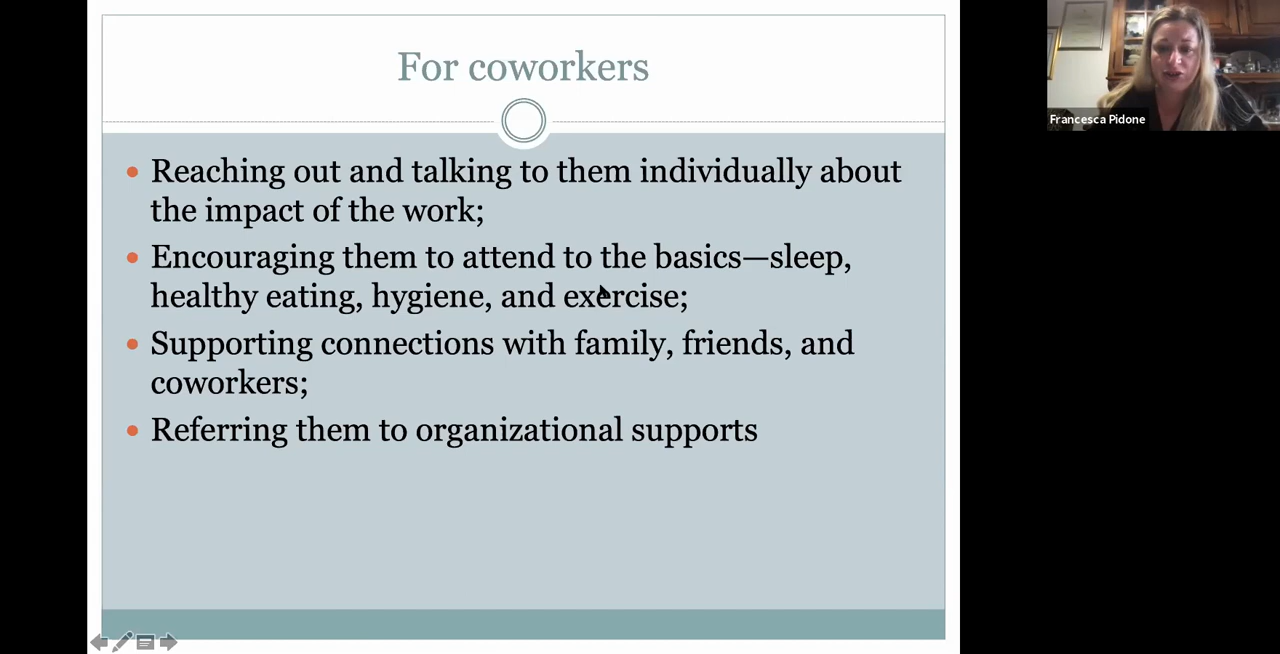 For coworkers
Reaching out and talking to them individually about
the impact of the work;
Encouraging them to attend to the basics—sleep,
healthy eating, hygiene, and exercise;
Supporting connections with family, friends, and
coworkers;
Referring them to organizational supports
Francesca Pidone